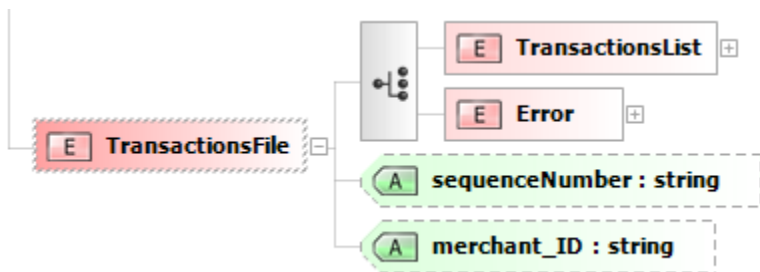 E TransactionsList
E Error
E TransactionsFile
A sequenceNumber : string
A merchant_ID : string